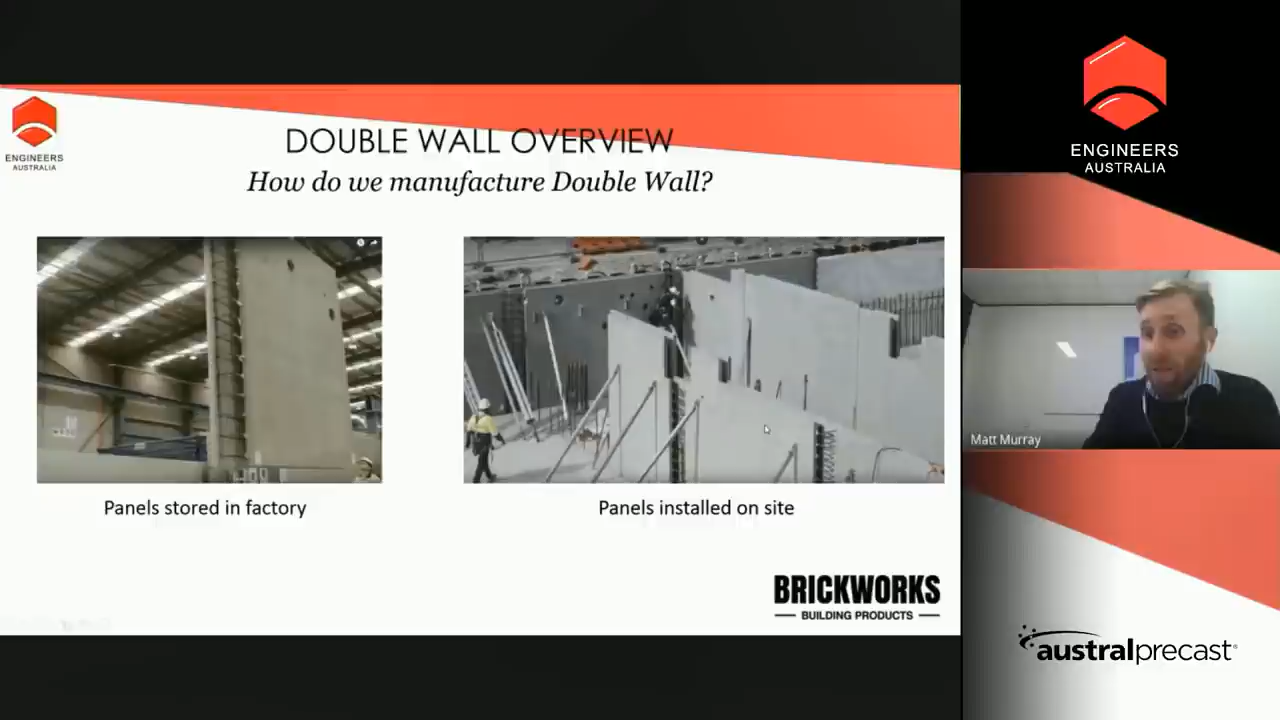 ENGINEERS
AUSTRALIA
DOUBLE WALL OVERVIEW
How do we manufacture Double Wall?
Panels stored in factory
Panels installed on site
BRICKWORKS
BUILDING PRODUCTS
ENGINEERS
AUSTRALIA
Matt Murray
australprecast®